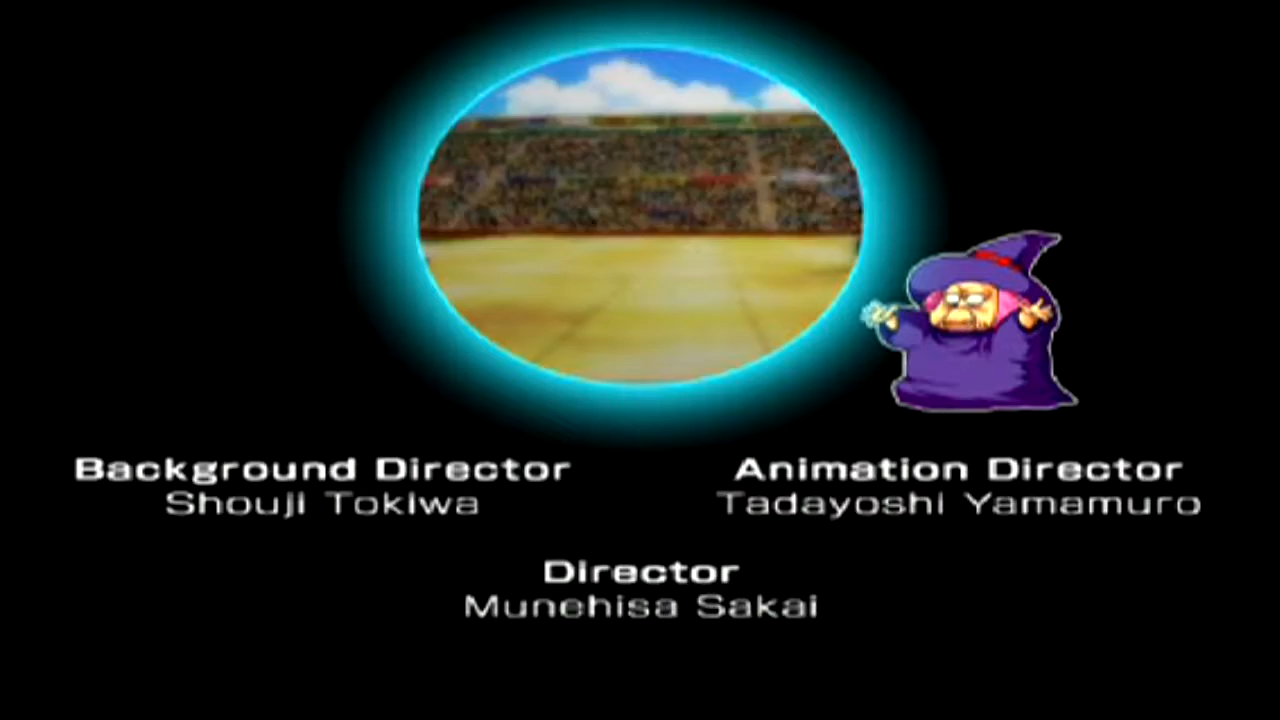 Background Director
Shouji Tokiwa
Animation Director
Tadayoshi Yamamuro
Director
Munehisa Sakai